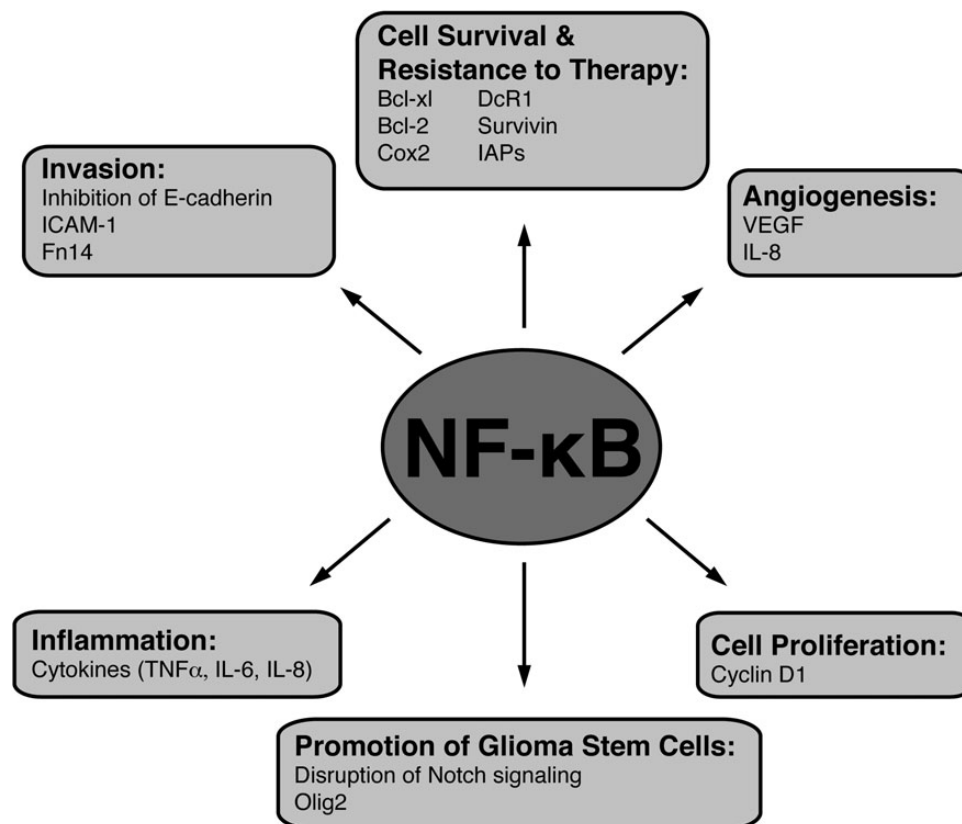 Cell Survival &
Resistance to Therapy:
Bcl-xl DcR1
Bcl-2 Survivin
Cox2 IAPs
Invasion:
Inhibition of E-cadherin
ICAM-1
Fn14
Angiogenesis:
VEGF
IL-8
NF-κB
Inflammation:
Cytokines (TNFα, IL-6, IL-8)
Cell Proliferation:
Cyclin D1
Promotion of Glioma Stem Cells:
Disruption of Notch signaling
Olig2